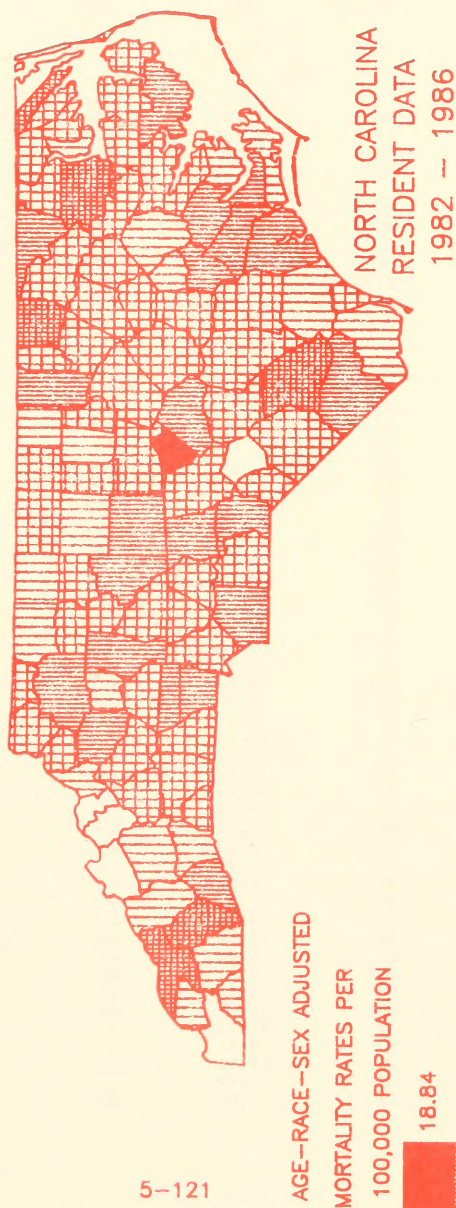 NORTH CAROLINA
RESIDENT DATA
1982 – 1986
AGE–RACE–SEX ADJUSTED
MORTALITY RATES PER
100,000 POPULATION
18.84
5–121